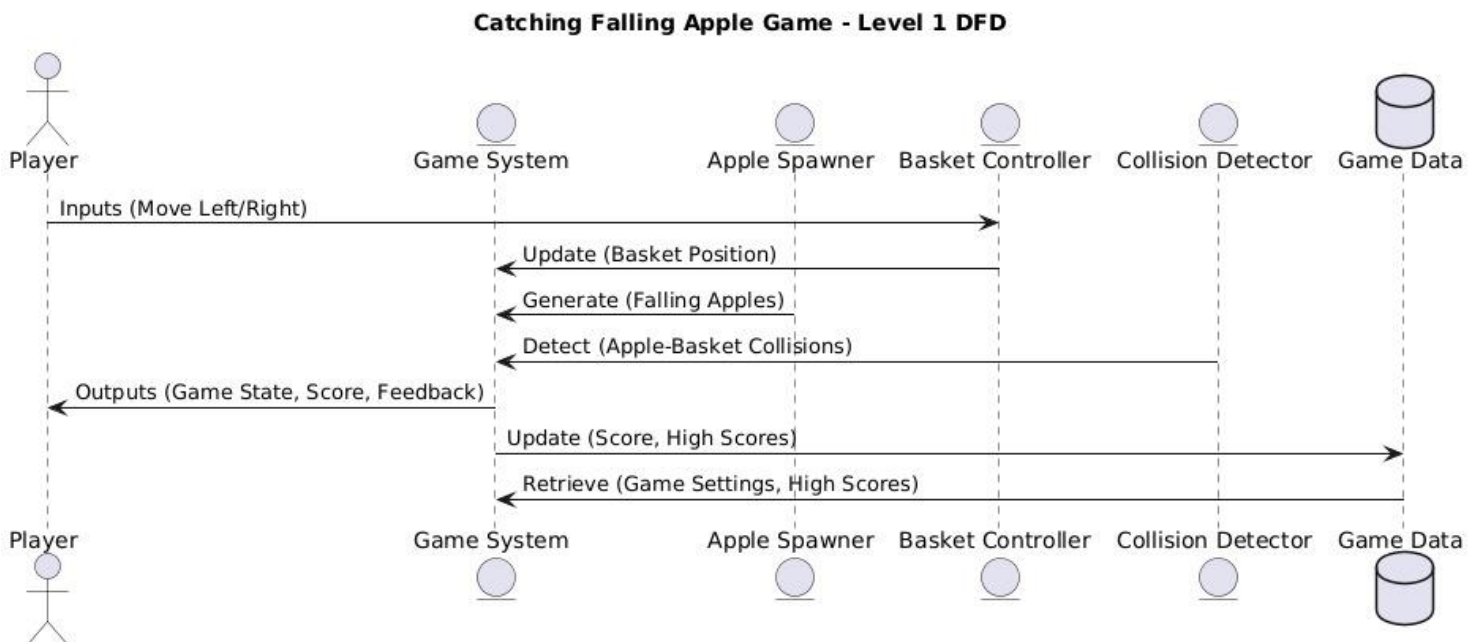 Catching Falling Apple Game - Level 1 DFD
Player
Game System
Apple Spawner
Basket Controller
Collision Detector
Game Data
Inputs (Move Left/Right)
Update (Basket Position)
Generate (Falling Apples)
Detect (Apple-Basket Collisions)
Outputs (Game State, Score, Feedback)
Update (Score, High Scores)
Retrieve (Game Settings, High Scores)
Player
Game System
Apple Spawner
Basket Controller
Collision Detector
Game Data